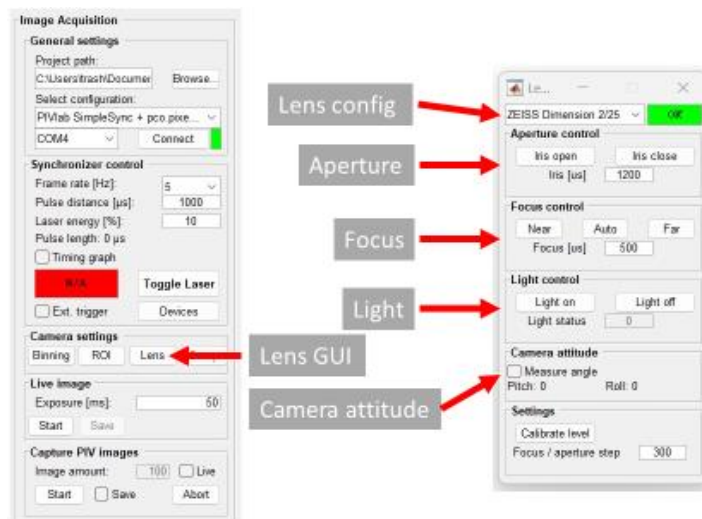 Image Acquisition
General settings
Project path:
C:\Users\trash\Documer Browse...
Select configuration:
PIVlab SimpleSync + pco.pixe...
COM4 Connect
Synchronizer control
Frame rate [Hz]: 5
Pulse distance [µs]: 1000
Laser energy [%]: 10
Pulse length: 0 µs
Timing graph
N/A Toggle Laser
Ext. trigger Devices
Camera settings
Binning ROI Lens
Live image
Exposure [ms]: 50
Start Save
Capture PIV images
Image amount: 100 Live
Start Save Abort
Lens config
Aperture
Focus
Light
Lens GUI
Camera attitude
Le...
ZEISS Dimension 2/25 OK
Aperture control
Iris open Iris close
Iris [us] 1200
Focus control
Near Auto Far
Focus [us] 500
Light control
Light on Light off
Light status 0
Camera attitude
Measure angle
Pitch: 0 Roll: 0
Settings
Calibrate level
Focus / aperture step 300